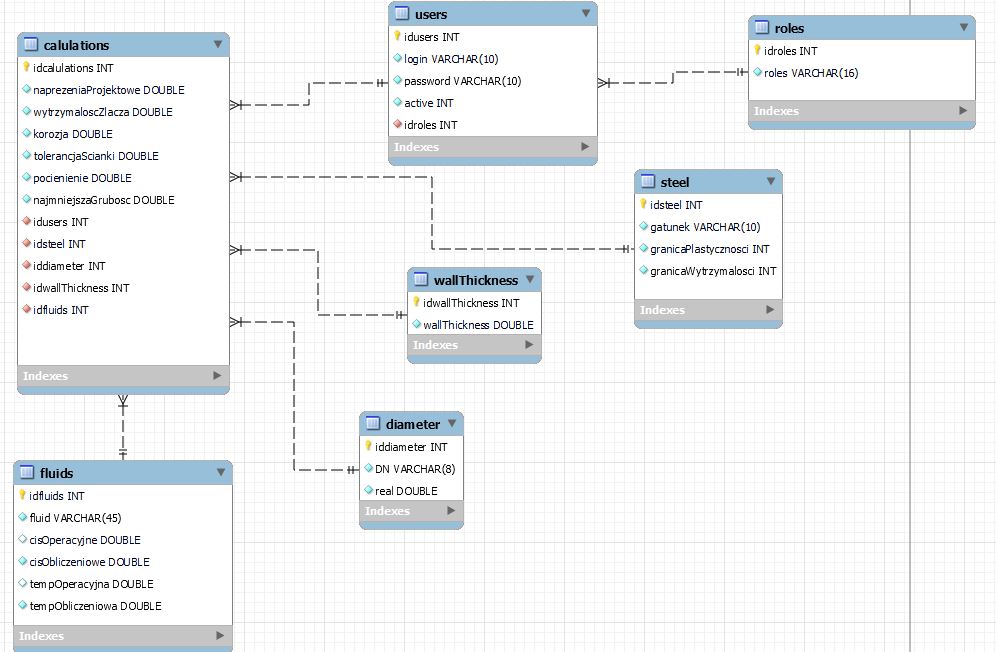 calulations
idcalulations INT
naprezeniaProjektowe DOUBLE
wytrzymaloscZlacza DOUBLE
korozja DOUBLE
tolerancjaScianki DOUBLE
pocienienie DOUBLE
najmniejszaGrubosc DOUBLE
idusers INT
idsteel INT
iddiameter INT
idwallThickness INT
idfluids INT
Indexes
users
idusers INT
login VARCHAR(10)
password VARCHAR(10)
active INT
idroles INT
Indexes
roles
idroles INT
roles VARCHAR(16)
Indexes
steel
idsteel INT
gatunek VARCHAR(10)
granicaPlastycznosci INT
granicaWytrzymalosci INT
Indexes
wallThickness
idwallThickness INT
wallThickness DOUBLE
Indexes
diameter
iddiameter INT
DN VARCHAR(8)
real DOUBLE
Indexes
fluids
idfluids INT
fluid VARCHAR(45)
cisOperacyjne DOUBLE
cisObliczeniowe DOUBLE
tempOperacyjna DOUBLE
tempObliczeniowa DOUBLE
Indexes